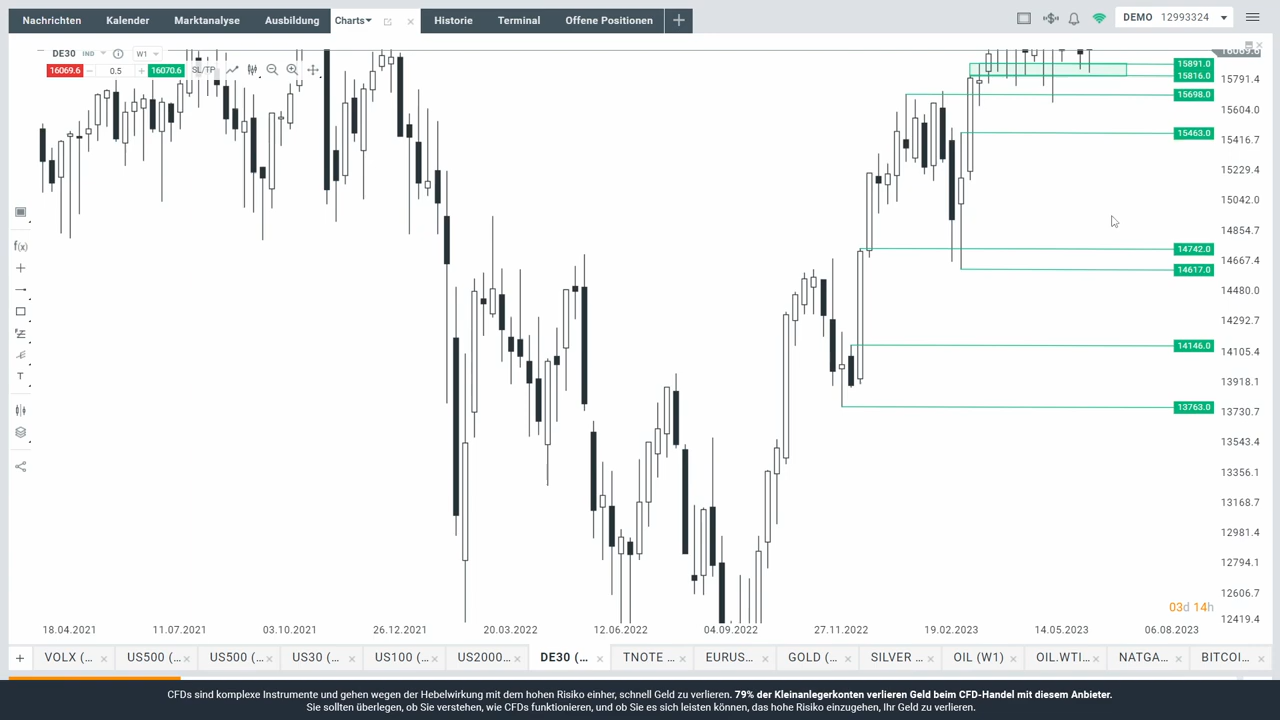 Nachrichten Kalender Marktanalyse Ausbildung Charts Historie Terminal Offene Positionen DEMO 12993324
DE30 IND W1
16069.6 0.5 16070.6 SL/TP
16069.6
15891.0
15816.0
15791.4
15698.0
15604.0
15463.0
15416.7
15229.4
15042.0
14854.7
14742.0
14667.4
14617.0
14480.0
14292.7
14146.0
14105.4
13918.1
13763.0
13730.7
13543.4
13356.1
13168.7
12981.4
12794.1
12606.7
12419.4
f(x)
T
03d 14h
18.04.2021 11.07.2021 03.10.2021 26.12.2021 20.03.2022 12.06.2022 04.09.2022 27.11.2022 19.02.2023 14.05.2023 06.08.2023
VOLX (... US500 (... US500 (... US30 (... US100 (... US2000... DE30 (... TNOTE ... EURUS... GOLD (... SILVER ... OIL (W1) OIL.WTI... NATGA... BITCOI...
CFDs sind komplexe Instrumente und gehen wegen der Hebelwirkung mit dem hohen Risiko einher, schnell Geld zu verlieren. 79% der Kleinanlegerkonten verlieren Geld beim CFD-Handel mit diesem Anbieter.
Sie sollten überlegen, ob Sie verstehen, wie CFDs funktionieren, und ob Sie es sich leisten können, das hohe Risiko einzugehen, Ihr Geld zu verlieren.